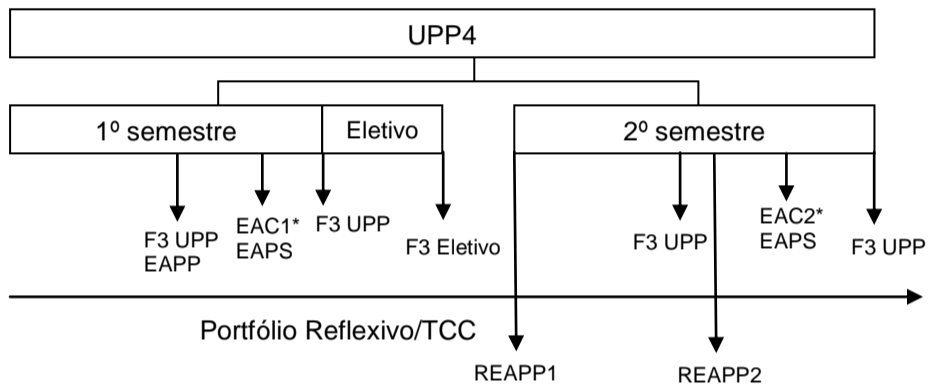 UPP4
1º semestre
Eletivo
2º semestre
F3 UPP
EAPP
EAC1*
EAPS
F3 UPP
F3 Eletivo
F3 UPP
EAC2*
EAPS
F3 UPP
Portfólio Reflexivo/TCC
REAPP1
REAPP2